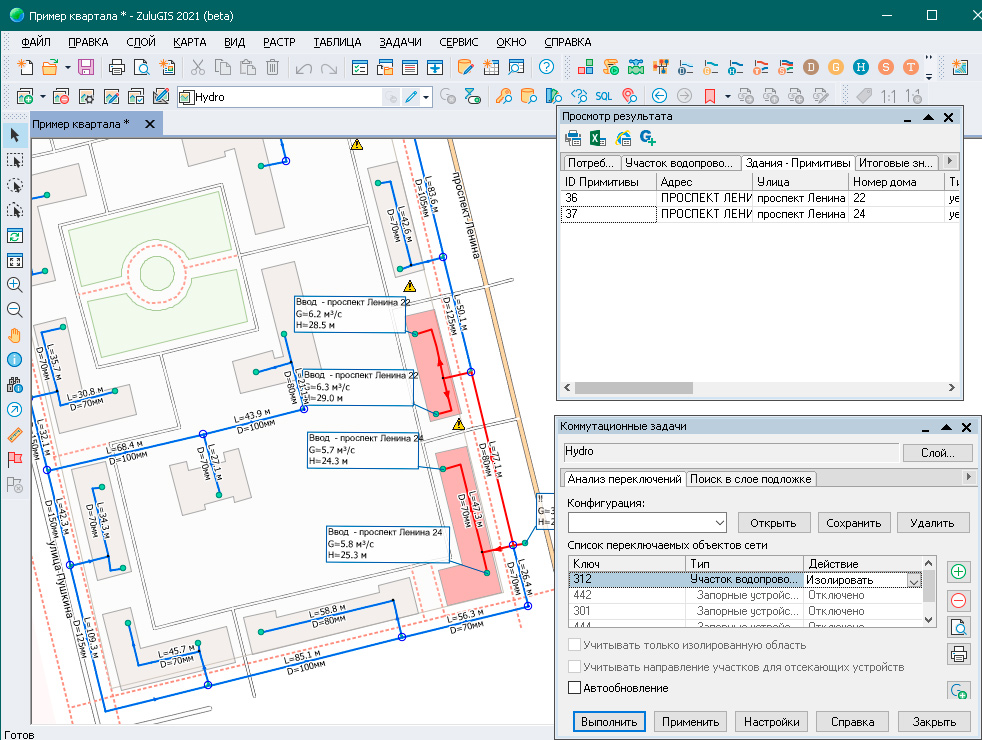 Пример квартала * - ZuluGIS 2021 (beta)
ФАЙЛ ПРАВКА СЛОЙ КАРТА ВИД РАСТР ТАБЛИЦА ЗАДАЧИ СЕРВИС ОКНО СПРАВКА
D G H S T
Hydro
SQL
1:1
Пример квартала *
проспект Ленина
L=83.6 м
D=105мм
L=42.6 м
D=70мм
L=50.1 м
D=125мм
Ввод - проспект Ленина 22
G=6.2 м³/с
H=28.5 м
Ввод - проспект Ленина 22
G=6.3 м³/с
H=29.0 м
Ввод - проспект Ленина 24
G=5.7 м³/с
H=24.3 м
Ввод - проспект Ленина 24
G=5.8 м³/с
H=25.3 м
L=35.7 м
D=70мм
L=30.8 м
D=70мм
D=80мм
L=43.9 м
D=100мм
L=68.4 м
D=100мм
L=32.1 м
D=150мм
D=70мм
L=77.1 м
D=80мм
L=47.3 м
D=70мм
L=34.3 м
D=70мм
L=42.3 м
D=150мм
улица Пушкина
L=26.4 м
D=70мм
L=58.8 м
D=80мм
L=56.3 м
D=70мм
L=109.3 м
D=125мм
L=45.7 м
D=70мм
L=85.1 м
D=100мм
Просмотр результата
Потреб... Участок водопрово... Здания - Примитивы Итоговые зн...
ID Примитивы Адрес Улица Номер дома Ти
36 ПРОСПЕКТ ЛЕНИ проспект Ленина 22 уе
37 ПРОСПЕКТ ЛЕНИ проспект Ленина 24 уе
Коммутационные задачи
Hydro Слой...
Анализ переключений Поиск в слое подложке
Конфигурация:
Открыть Сохранить Удалить
Список переключаемых объектов сети
Ключ Тип Действие
312 Участок водопрово... Изолировать
442 Запорные устройс... Отключено
301 Запорные устройс... Отключено
444 Запорные устройс... Отключено
Учитывать только изолированную область
Учитывать направление участков для отсекающих устройств
Автообновление
Выполнить Применить Настройки Справка Закрыть
Готов